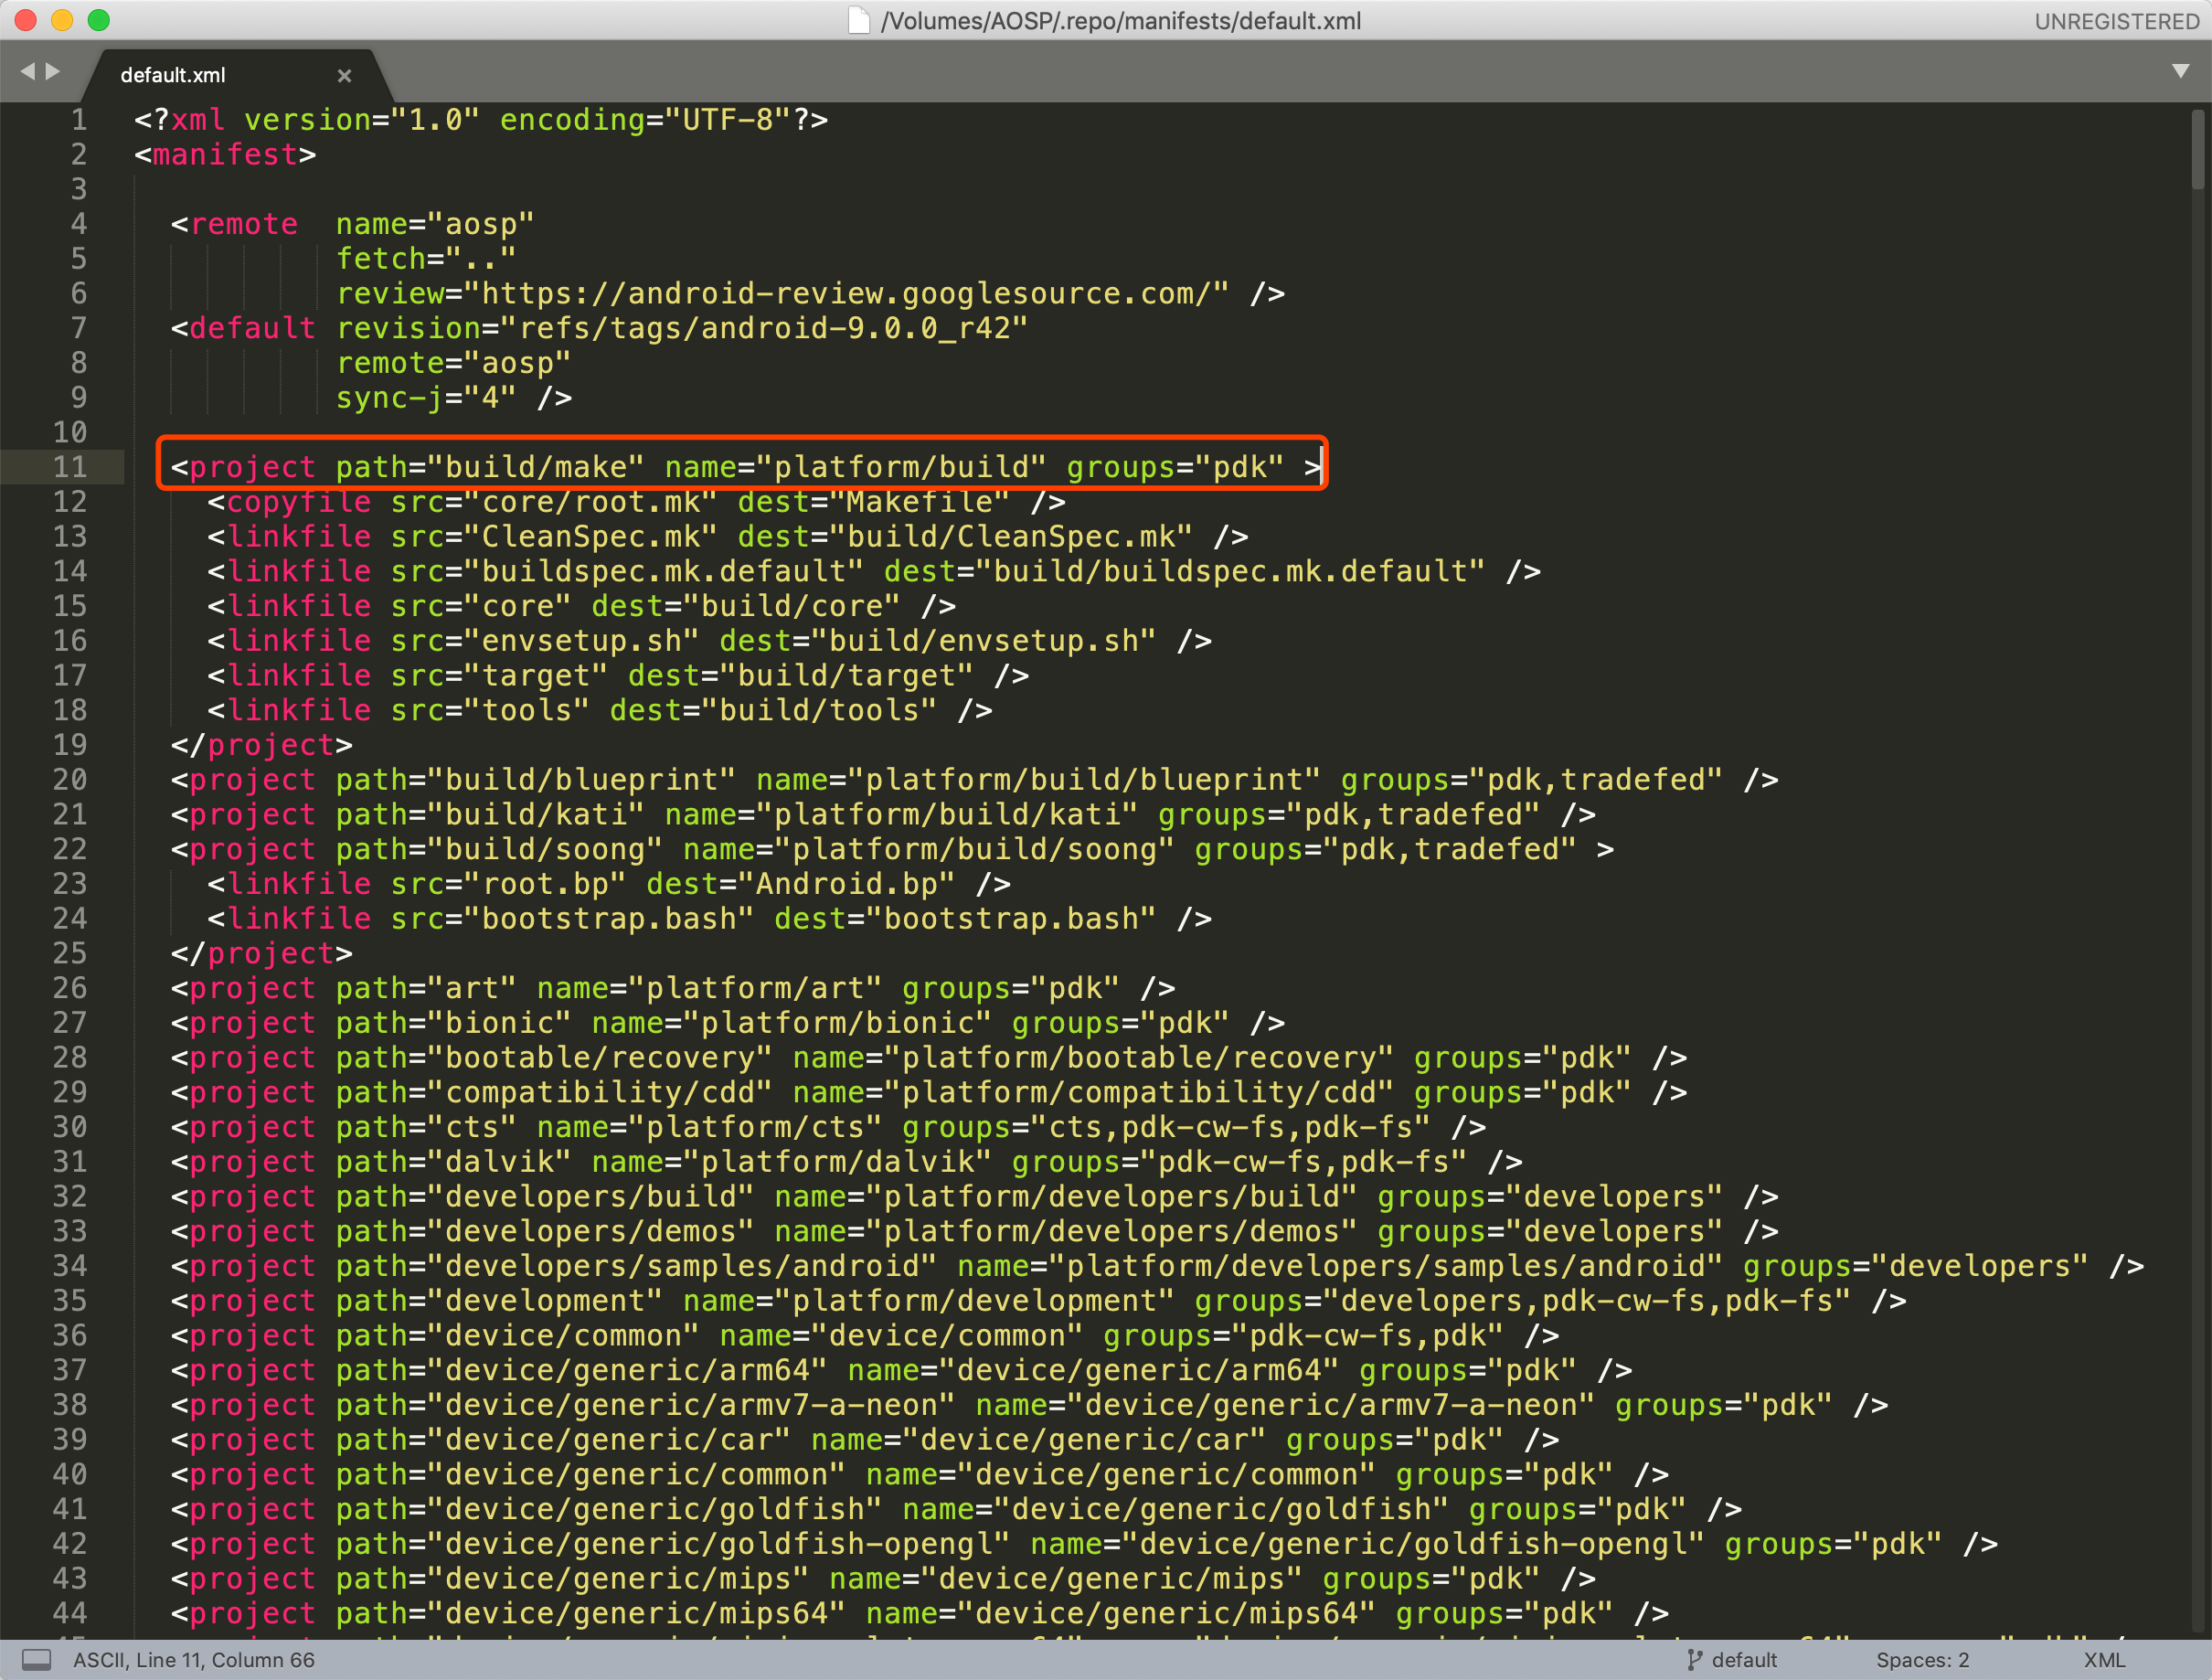 /Volumes/AOSP/.repo/manifests/default.xml
UNREGISTERED
default.xml
1 <?xml version="1.0" encoding="UTF-8"?>
2 <manifest>
3
4 <remote name="aosp"
5 fetch=".."
6 review="https://android-review.googlesource.com/" />
7 <default revision="refs/tags/android-9.0.0_r42"
8 remote="aosp"
9 sync-j="4" />
10
11 <project path="build/make" name="platform/build" groups="pdk" >
12 <copyfile src="core/root.mk" dest="Makefile" />
13 <linkfile src="CleanSpec.mk" dest="build/CleanSpec.mk" />
14 <linkfile src="buildspec.mk.default" dest="build/buildspec.mk.default" />
15 <linkfile src="core" dest="build/core" />
16 <linkfile src="envsetup.sh" dest="build/envsetup.sh" />
17 <linkfile src="target" dest="build/target" />
18 <linkfile src="tools" dest="build/tools" />
19 </project>
20 <project path="build/blueprint" name="platform/build/blueprint" groups="pdk,tradefed" />
21 <project path="build/kati" name="platform/build/kati" groups="pdk,tradefed" />
22 <project path="build/soong" name="platform/build/soong" groups="pdk,tradefed" >
23 <linkfile src="root.bp" dest="Android.bp" />
24 <linkfile src="bootstrap.bash" dest="bootstrap.bash" />
25 </project>
26 <project path="art" name="platform/art" groups="pdk" />
27 <project path="bionic" name="platform/bionic" groups="pdk" />
28 <project path="bootable/recovery" name="platform/bootable/recovery" groups="pdk" />
29 <project path="compatibility/cdd" name="platform/compatibility/cdd" groups="pdk" />
30 <project path="cts" name="platform/cts" groups="cts,pdk-cw-fs,pdk-fs" />
31 <project path="dalvik" name="platform/dalvik" groups="pdk-cw-fs,pdk-fs" />
32 <project path="developers/build" name="platform/developers/build" groups="developers" />
33 <project path="developers/demos" name="platform/developers/demos" groups="developers" />
34 <project path="developers/samples/android" name="platform/developers/samples/android" groups="developers" />
35 <project path="development" name="platform/development" groups="developers,pdk-cw-fs,pdk-fs" />
36 <project path="device/common" name="device/common" groups="pdk-cw-fs,pdk" />
37 <project path="device/generic/arm64" name="device/generic/arm64" groups="pdk" />
38 <project path="device/generic/armv7-a-neon" name="device/generic/armv7-a-neon" groups="pdk" />
39 <project path="device/generic/car" name="device/generic/car" groups="pdk" />
40 <project path="device/generic/common" name="device/generic/common" groups="pdk" />
41 <project path="device/generic/goldfish" name="device/generic/goldfish" groups="pdk" />
42 <project path="device/generic/goldfish-opengl" name="device/generic/goldfish-opengl" groups="pdk" />
43 <project path="device/generic/mips" name="device/generic/mips" groups="pdk" />
44 <project path="device/generic/mips64" name="device/generic/mips64" groups="pdk" />
ASCII, Line 11, Column 66
default
Spaces: 2
XML